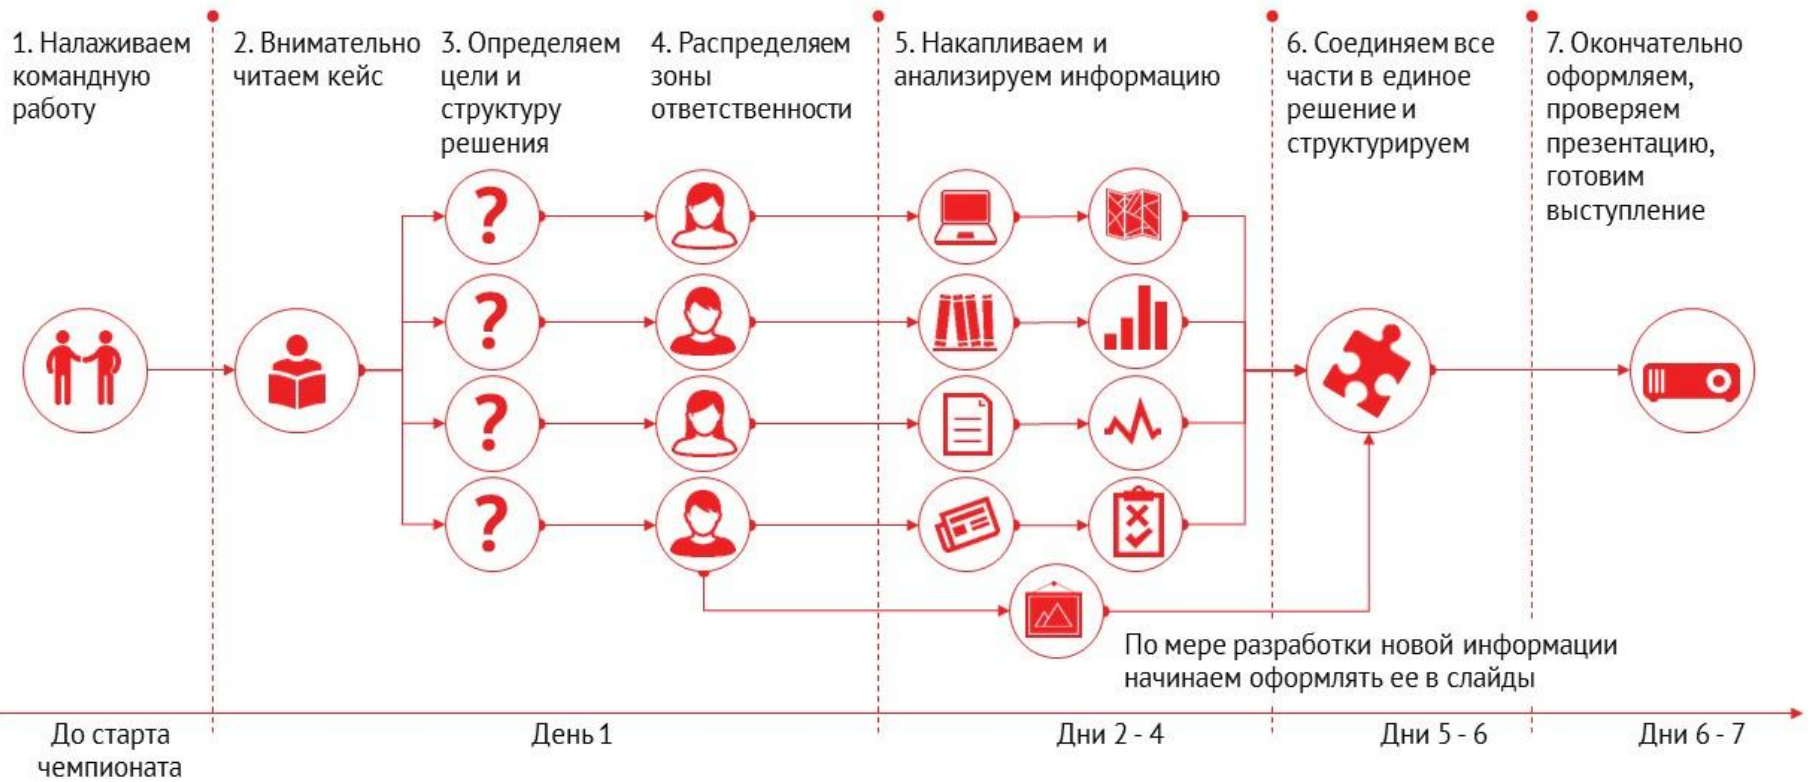 1. Налаживаем
командную
работу
2. Внимательно
читаем кейс
3. Определяем
цели и
структуру
решения
4. Распределяем
зоны
ответственности
5. Накапливаем и
анализируем информацию
6. Соединяем все
части в единое
решение и
структурируем
7. Окончательно
оформляем,
проверяем
презентацию,
готовим
выступление
?
?
?
?
По мере разработки новой информации
начинаем оформлять ее в слайды
До старта
чемпионата
День 1
Дни 2 - 4
Дни 5 - 6
Дни 6 - 7